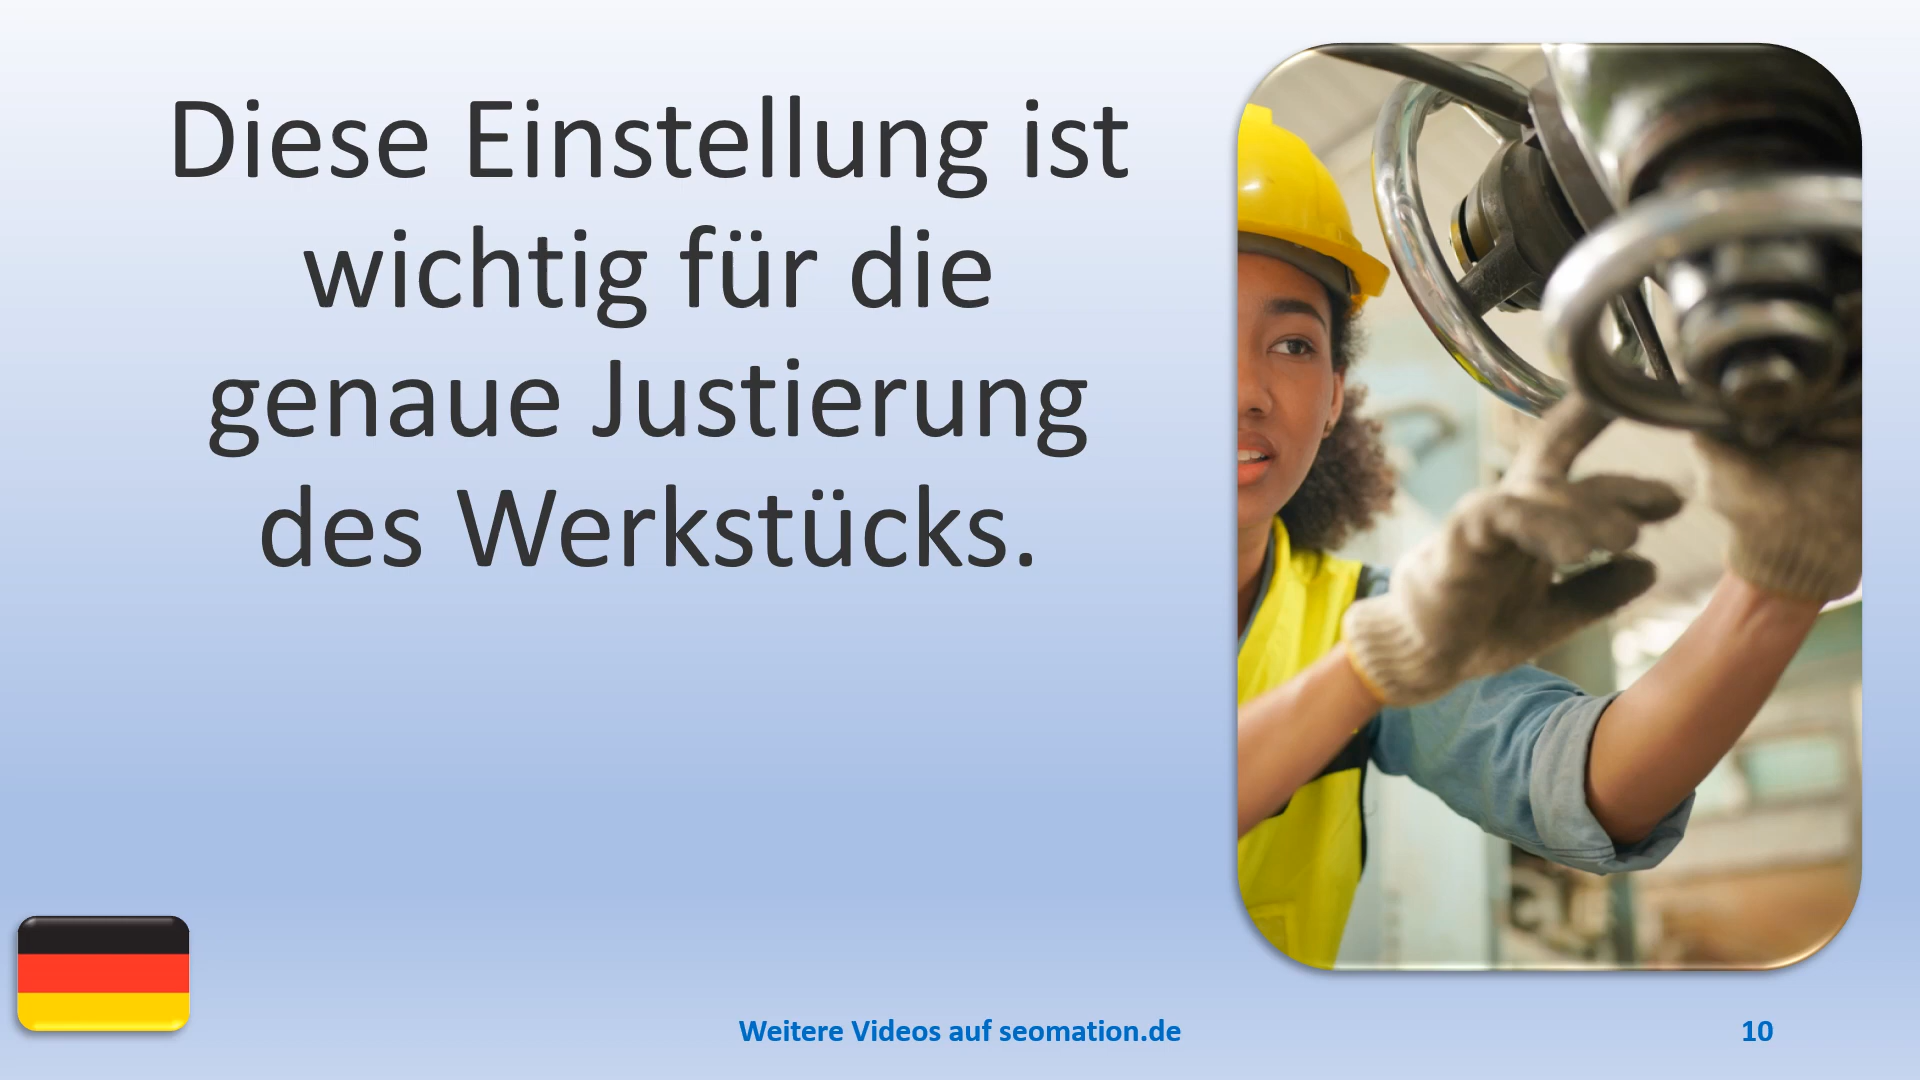 Diese Einstellung ist
wichtig für die
genaue Justierung
des Werkstücks.
Weitere Videos auf seomation.de
10